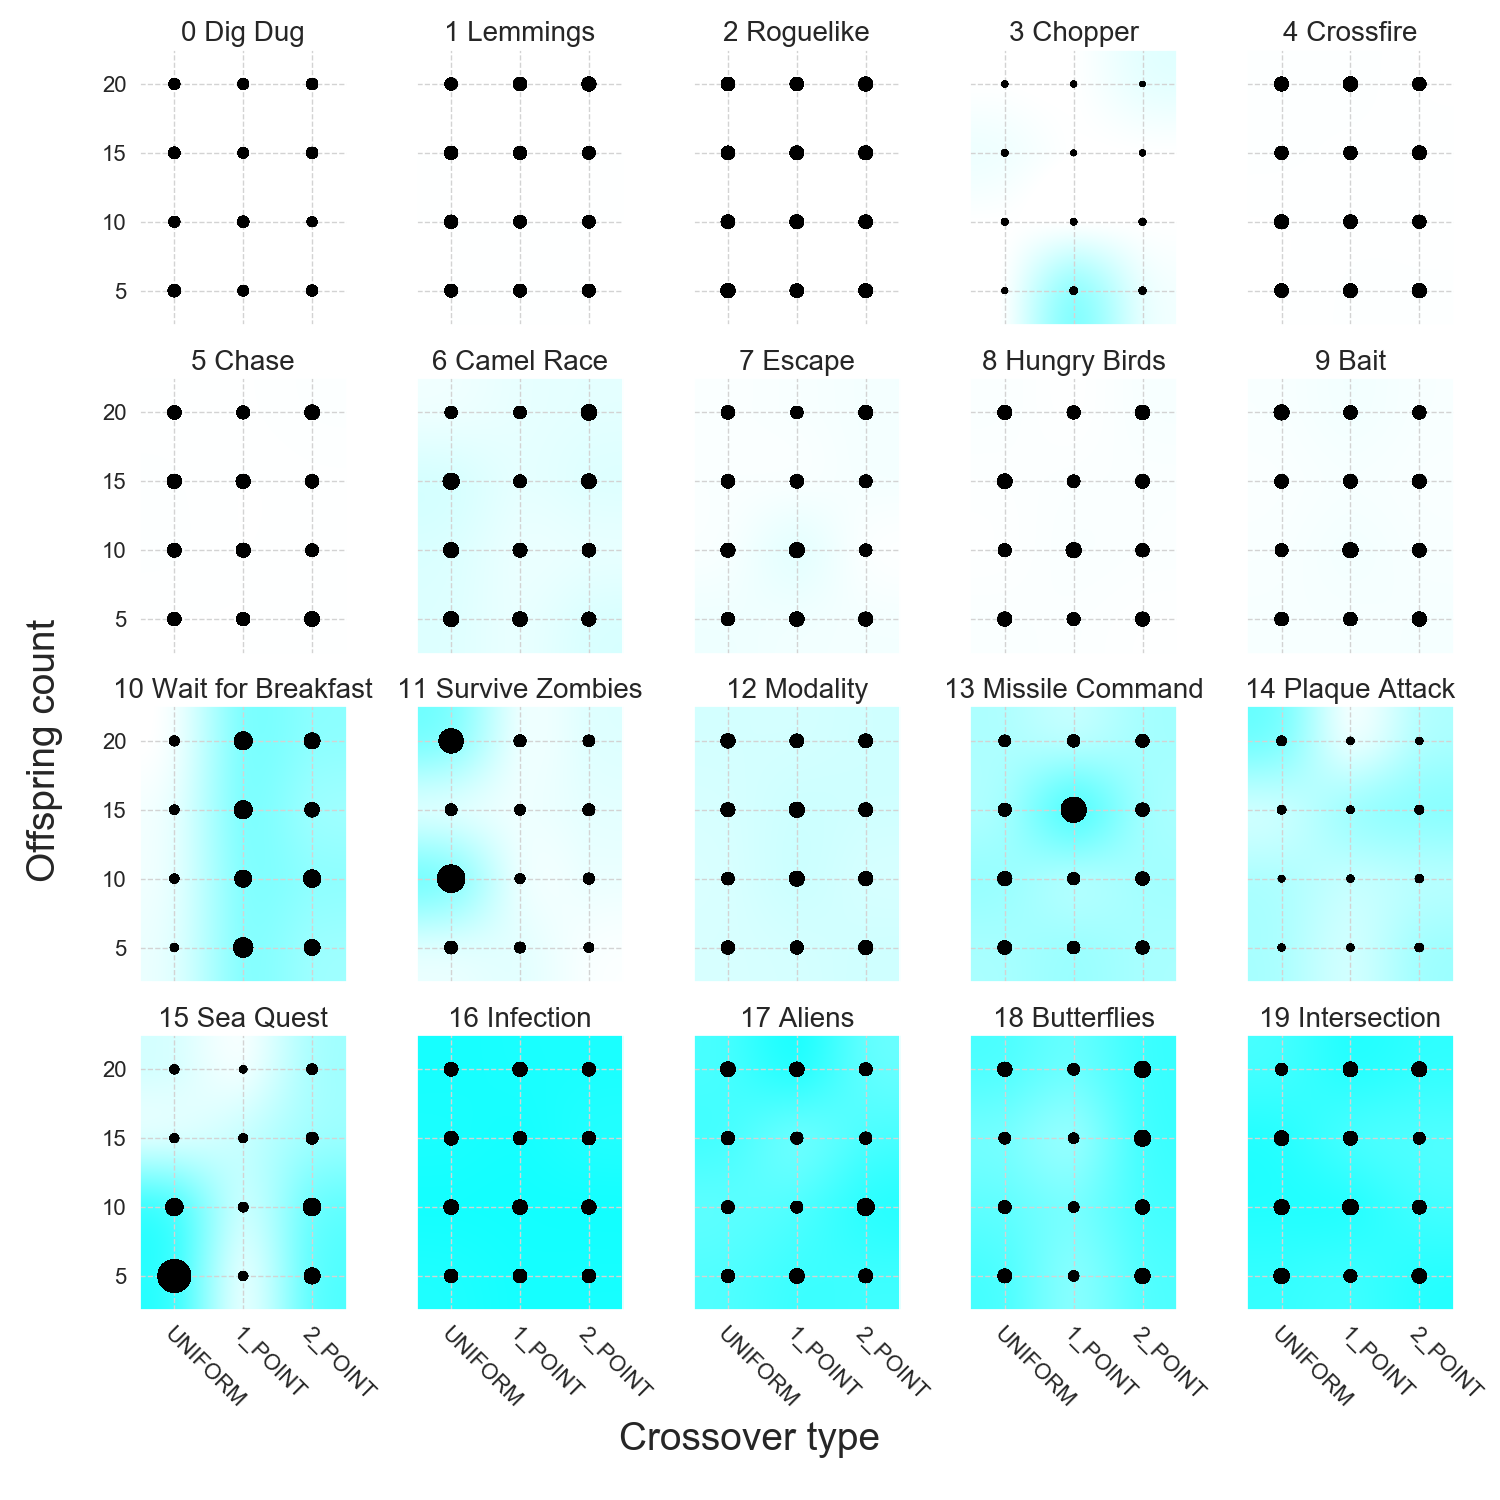 0 Dig Dug
1 Lemmings
2 Roguelike
3 Chopper
4 Crossfire
20
15
10
5
5 Chase
6 Camel Race
7 Escape
8 Hungry Birds
9 Bait
20
15
10
5
10 Wait for Breakfast
11 Survive Zombies
12 Modality
13 Missile Command
14 Plaque Attack
20
15
10
5
15 Sea Quest
16 Infection
17 Aliens
18 Butterflies
19 Intersection
20
15
10
5
UNIFORM
1_POINT
2_POINT
UNIFORM
1_POINT
2_POINT
UNIFORM
1_POINT
2_POINT
UNIFORM
1_POINT
2_POINT
UNIFORM
1_POINT
2_POINT
Offspring count
Crossover type